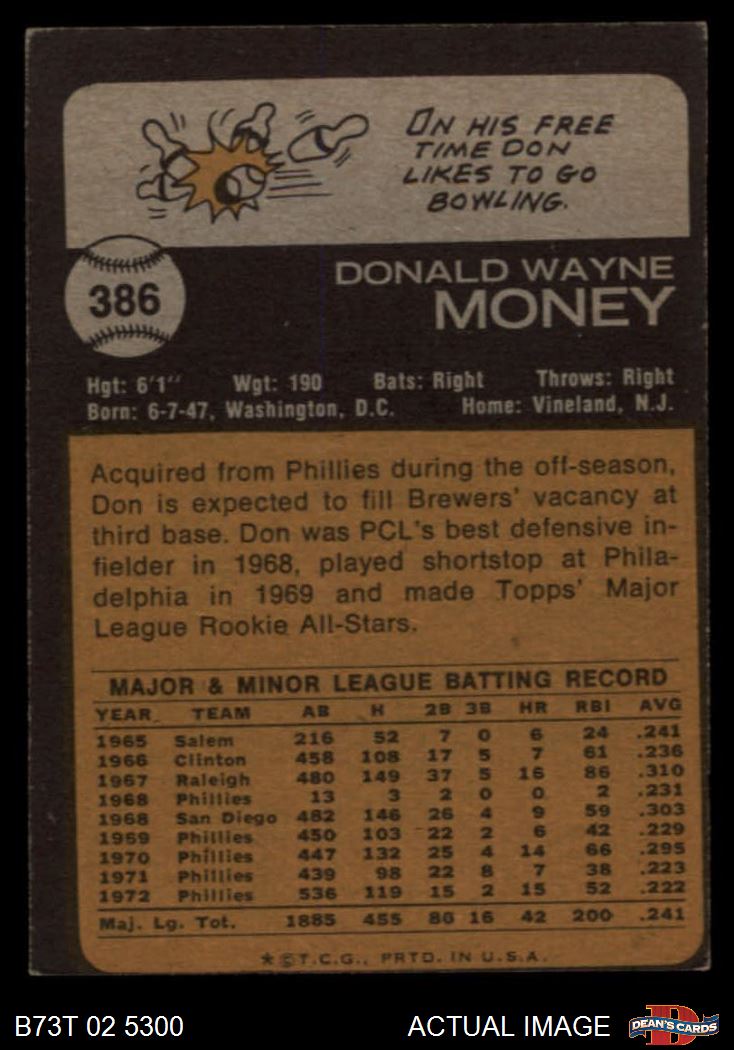 ON HIS FREE
TIME DON
LIKES TO GO
BOWLING.
386
DONALD WAYNE
MONEY
Hgt: 6'1" Wgt: 190 Bats: Right Throws: Right
Born: 6-7-47, Washington, D.C. Home: Vineland, N.J.
Acquired from Phillies during the off-season,
Don is expected to fill Brewers' vacancy at
third base. Don was PCL's best defensive in-
fielder in 1968, played shortstop at Phila-
delphia in 1969 and made Topps' Major
League Rookie All-Stars.
MAJOR & MINOR LEAGUE BATTING RECORD
YEAR TEAM AB H 2B 3B HR RBI AVG
1965 Salem 216 52 7 0 6 24 .241
1966 Clinton 458 108 17 5 7 61 .236
1967 Raleigh 480 149 37 5 16 86 .310
1968 Phillies 13 3 2 0 0 2 .231
1968 San Diego 482 146 26 4 9 59 .303
1969 Phillies 450 103 22 2 6 42 .229
1970 Phillies 447 132 25 4 14 66 .295
1971 Phillies 439 98 22 8 7 38 .223
1972 Phillies 536 119 15 2 15 52 .222
Maj. Lg. Tot. 1885 455 86 16 42 200 .241
*©T.C.G., PRTD. IN U.S.A.
B73T 02 5300 ACTUAL IMAGE D DEAN'S CARDS